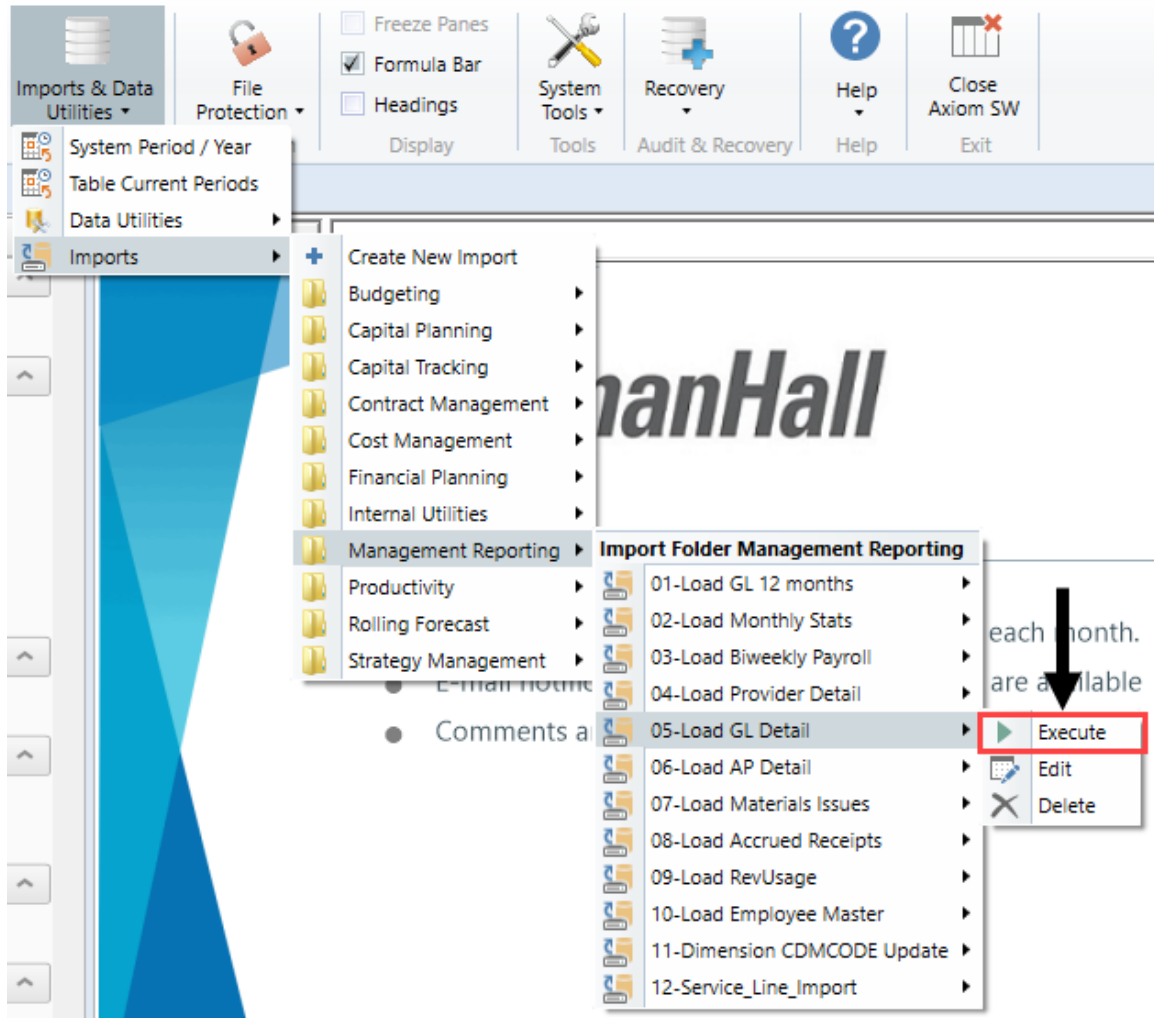 Freeze Panes
Formula Bar
Headings
Imports & Data
Utilities
File
Protection
System
Tools
Recovery
Help
Close
Axiom SW
Display
Tools
Audit & Recovery
Help
Exit
System Period / Year
Table Current Periods
Data Utilities
Imports
Create New Import
Budgeting
Capital Planning
Capital Tracking
Contract Management
Cost Management
Financial Planning
Internal Utilities
Management Reporting
Productivity
Rolling Forecast
Strategy Management
manHall
Import Folder Management Reporting
01-Load GL 12 months
02-Load Monthly Stats
03-Load Biweekly Payroll
04-Load Provider Detail
05-Load GL Detail
06-Load AP Detail
07-Load Materials Issues
08-Load Accrued Receipts
09-Load RevUsage
10-Load Employee Master
11-Dimension CDMCODE Update
12-Service_Line_Import
each month.
are available
E-mail
Comments
Execute
Edit
Delete